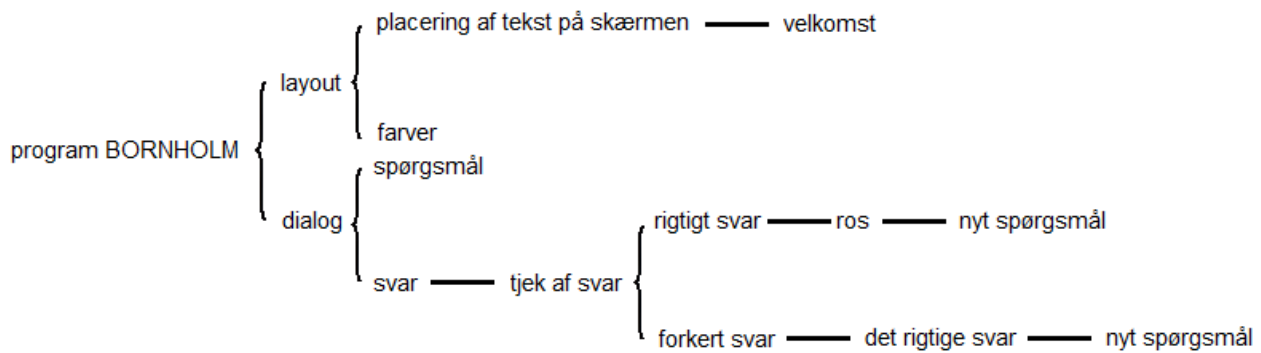 placering af tekst på skærmen velkomst
layout
farver
program BORNHOLM
spørgsmål
dialog
rigtigt svar ros nyt spørgsmål
svar tjek af svar
forkert svar det rigtige svar nyt spørgsmål